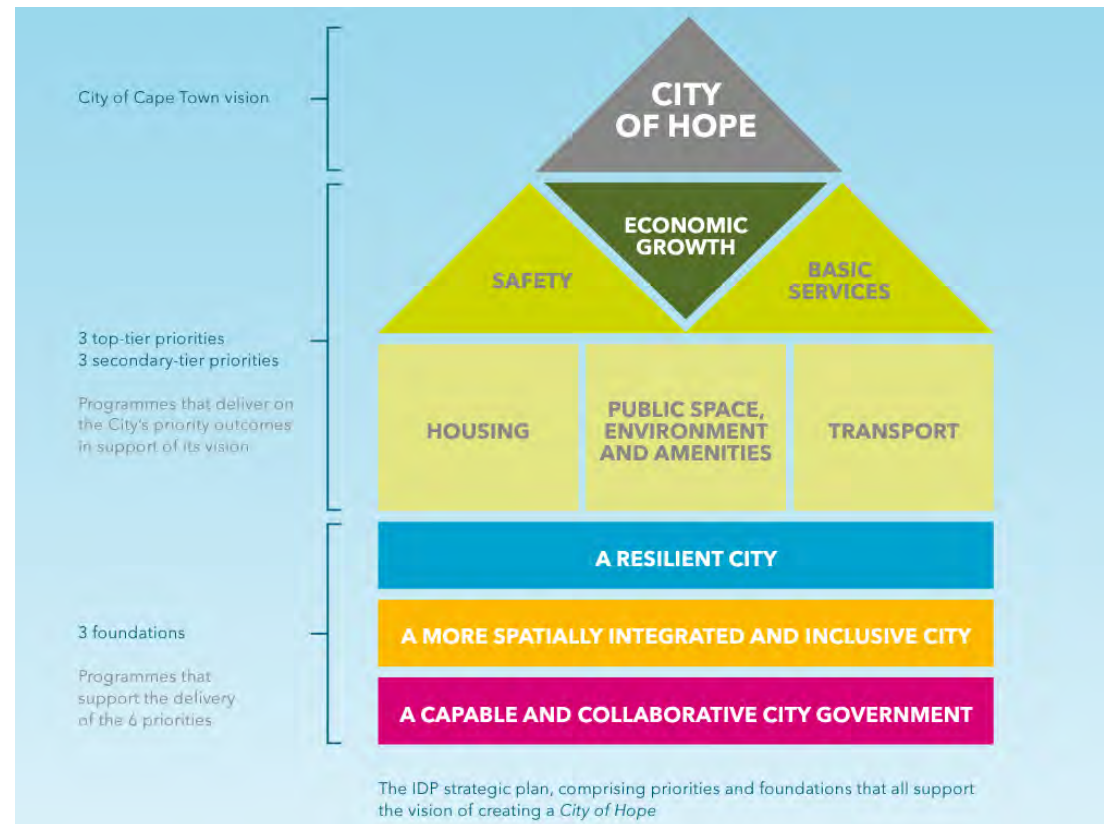 City of Cape Town vision
CITY
OF HOPE
3 top-tier priorities
3 secondary-tier priorities
Programmes that deliver on
the City's priority outcomes
in support of its vision
ECONOMIC
GROWTH
SAFETY
BASIC
SERVICES
HOUSING
PUBLIC SPACE,
ENVIRONMENT
AND AMENITIES
TRANSPORT
3 foundations
Programmes that
support the delivery
of the 6 priorities
A RESILIENT CITY
A MORE SPATIALLY INTEGRATED AND INCLUSIVE CITY
A CAPABLE AND COLLABORATIVE CITY GOVERNMENT
The IDP strategic plan, comprising priorities and foundations that all support
the vision of creating a City of Hope